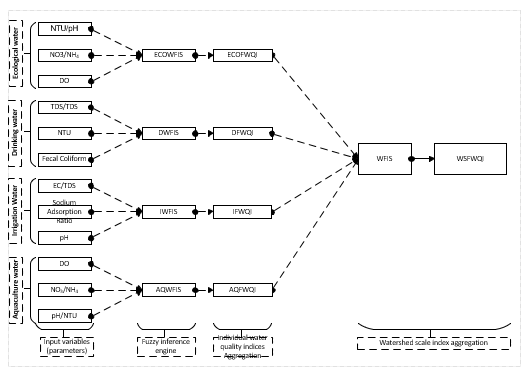 Ecological water
NTU/pH
NO3/NH₄
DO
ECOWFIS
ECOFWQI
Drinking water
TDS/TDS
NTU
Fecal Coliform
DWFIS
DFWQI
WFIS
WSFWQI
Irrigation Water
EC/TDS
Sodium
Adsorption
Ratio
pH
IWFIS
IFWQI
Aquaculture water
DO
NO₃/NH₄
pH/NTU
AQWFIS
AQFWQI
Input variables
(parameters)
Fuzzy inference
engine
Individual water
quality indices
Aggregation
Watershed scale index aggregation